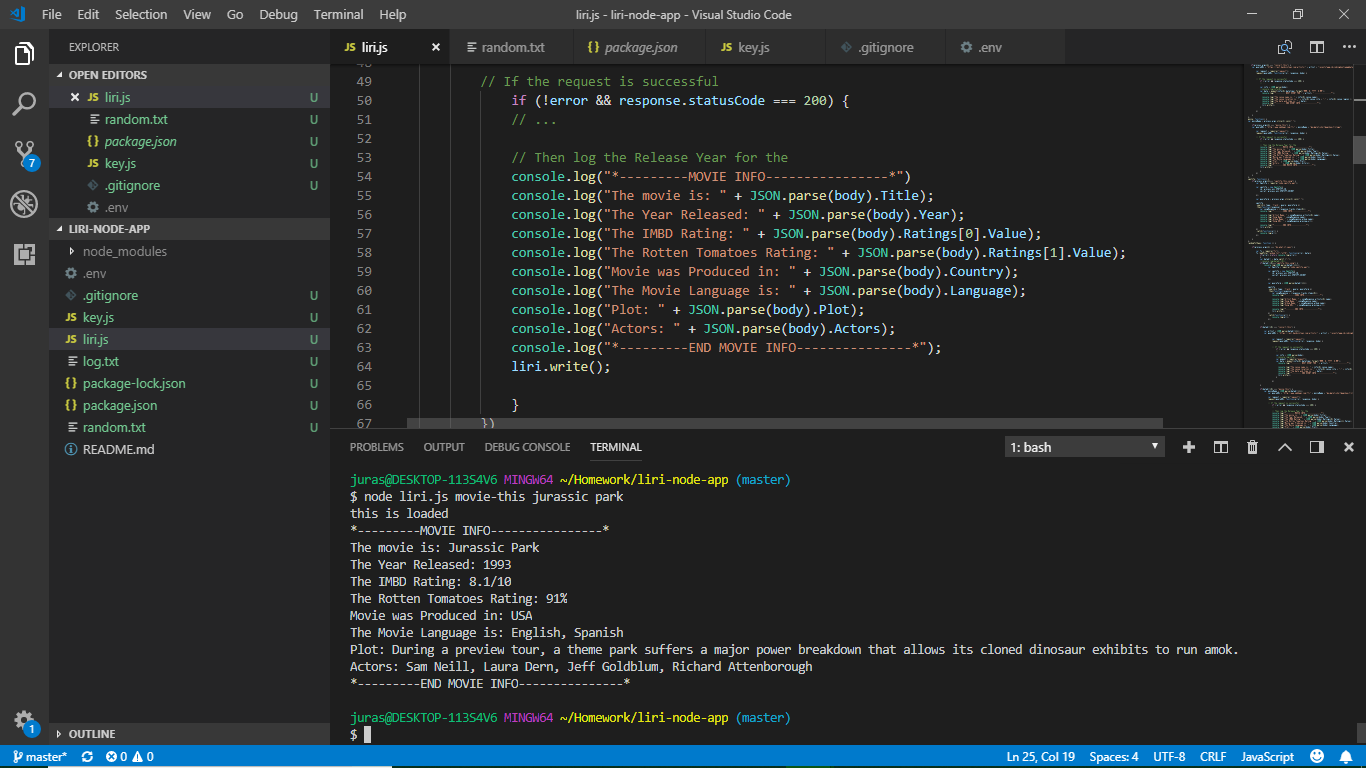 File Edit Selection View Go Debug Terminal Help
liri.js - liri-node-app - Visual Studio Code
EXPLORER
OPEN EDITORS
JS liri.js U
random.txt U
{} package.json U
JS key.js U
.gitignore U
.env
LIRI-NODE-APP
node_modules
.env
.gitignore U
JS key.js U
JS liri.js U
log.txt U
{} package-lock.json U
{} package.json U
random.txt U
README.md
OUTLINE
7
1
JS liri.js random.txt {} package.json JS key.js .gitignore .env
49 // If the request is successful
50 if (!error && response.statusCode === 200) {
51 // ...
52
53 // Then log the Release Year for the
54 console.log("*---------MOVIE INFO----------------*")
55 console.log("The movie is: " + JSON.parse(body).Title);
56 console.log("The Year Released: " + JSON.parse(body).Year);
57 console.log("The IMBD Rating: " + JSON.parse(body).Ratings[0].Value);
58 console.log("The Rotten Tomatoes Rating: " + JSON.parse(body).Ratings[1].Value);
59 console.log("Movie was Produced in: " + JSON.parse(body).Country);
60 console.log("The Movie Language is: " + JSON.parse(body).Language);
61 console.log("Plot: " + JSON.parse(body).Plot);
62 console.log("Actors: " + JSON.parse(body).Actors);
63 console.log("*---------END MOVIE INFO---------------*");
64 liri.write();
65
66 }
67 })
PROBLEMS OUTPUT DEBUG CONSOLE TERMINAL
1: bash
juras@DESKTOP-113S4V6 MINGW64 ~/Homework/liri-node-app (master)
$ node liri.js movie-this jurassic park
this is loaded
*---------MOVIE INFO----------------*
The movie is: Jurassic Park
The Year Released: 1993
The IMBD Rating: 8.1/10
The Rotten Tomatoes Rating: 91%
Movie was Produced in: USA
The Movie Language is: English, Spanish
Plot: During a preview tour, a theme park suffers a major power breakdown that allows its cloned dinosaur exhibits to run amok.
Actors: Sam Neill, Laura Dern, Jeff Goldblum, Richard Attenborough
*---------END MOVIE INFO---------------*
juras@DESKTOP-113S4V6 MINGW64 ~/Homework/liri-node-app (master)
$
master* 0 0
Ln 25, Col 19 Spaces: 4 UTF-8 CRLF JavaScript